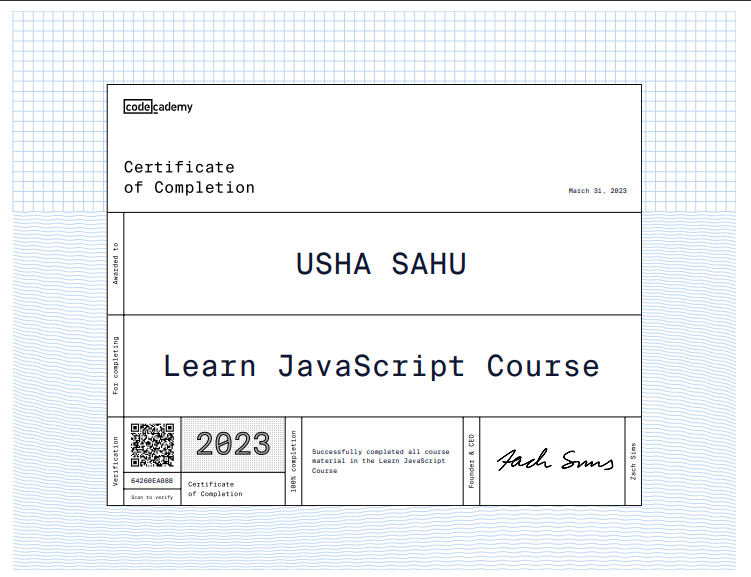 codecademy
Certificate
of Completion
March 31, 2023
Awarded to
USHA SAHU
For completing
Learn JavaScript Course
Verification
64260EA08B
Scan to verify
2023
Certificate
of Completion
100% completion
Successfully completed all course
material in the Learn JavaScript
Course
Founder & CEO
Zach Sims
Zach Sims